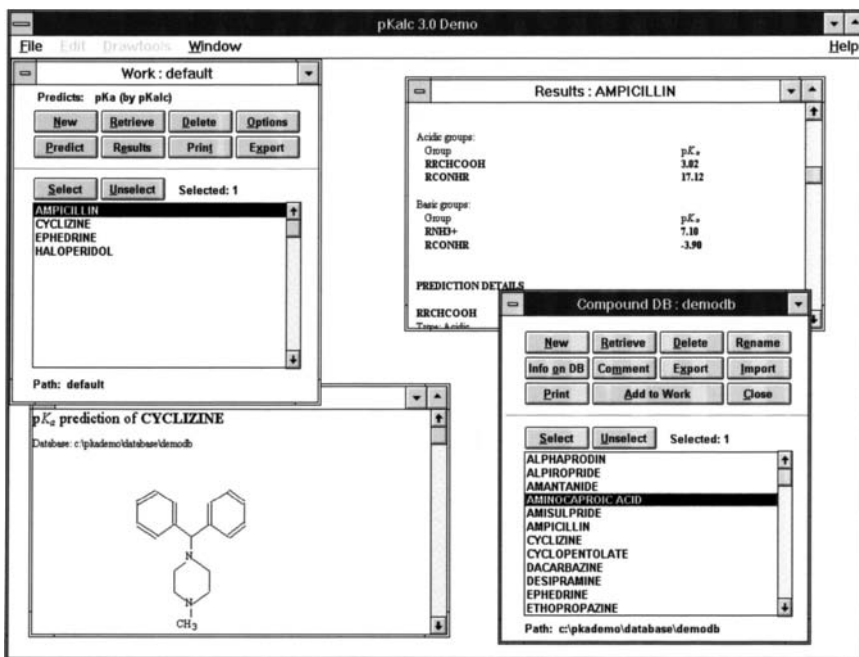 pKalc 3.0 Demo
File Edit Drawtools Window Help
Work : default
Predicts: pKa (by pKalc)
New Retrieve Delete Options
Predict Results Print Export
Select Unselect Selected: 1
AMPICILLIN
CYCLIZINE
EPHEDRINE
HALOPERIDOL
Path: default
Results : AMPICILLIN
Acidic groups:
Group pKa
RRCHCOOH 3.02
RCONHR 17.12
Basic groups:
Group pKa
RNH3+ 7.10
RCONHR -3.90
PREDICTION DETAILS
RRCHCOOH
Type: Acidic
pKa prediction of CYCLIZINE
Database: c:\pkademo\database\demodb
N
N
CH3
Compound DB : demodb
New Retrieve Delete Rename
Info on DB Comment Export Import
Print Add to Work Close
Select Unselect Selected: 1
ALPHAPRODIN
ALPIROPRIDE
AMANTANIDE
AMINOCAPROIC ACID
AMISULPRIDE
AMPICILLIN
CYCLIZINE
CYCLOPENTOLATE
DACARBAZINE
DESIPRAMINE
EPHEDRINE
ETHOPROPAZINE
Path: c:\pkademo\database\demodb